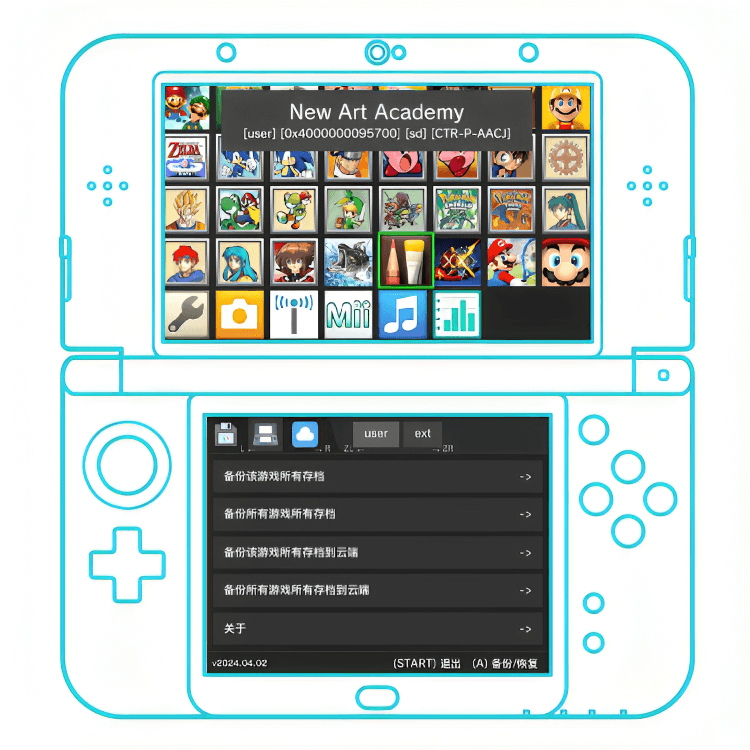 New Art Academy
[user] [0x4000000095700] [sd] [CTR-P-AACJ]
ZELDA
Mii
user
ext
L
R
ZR
备份该游戏所有存档 ->
备份所有游戏所有存档 ->
备份该游戏所有存档到云端 ->
备份所有游戏所有存档到云端 ->
关于 ->
v2024.04.02 (START) 退出 (A) 备份/恢复